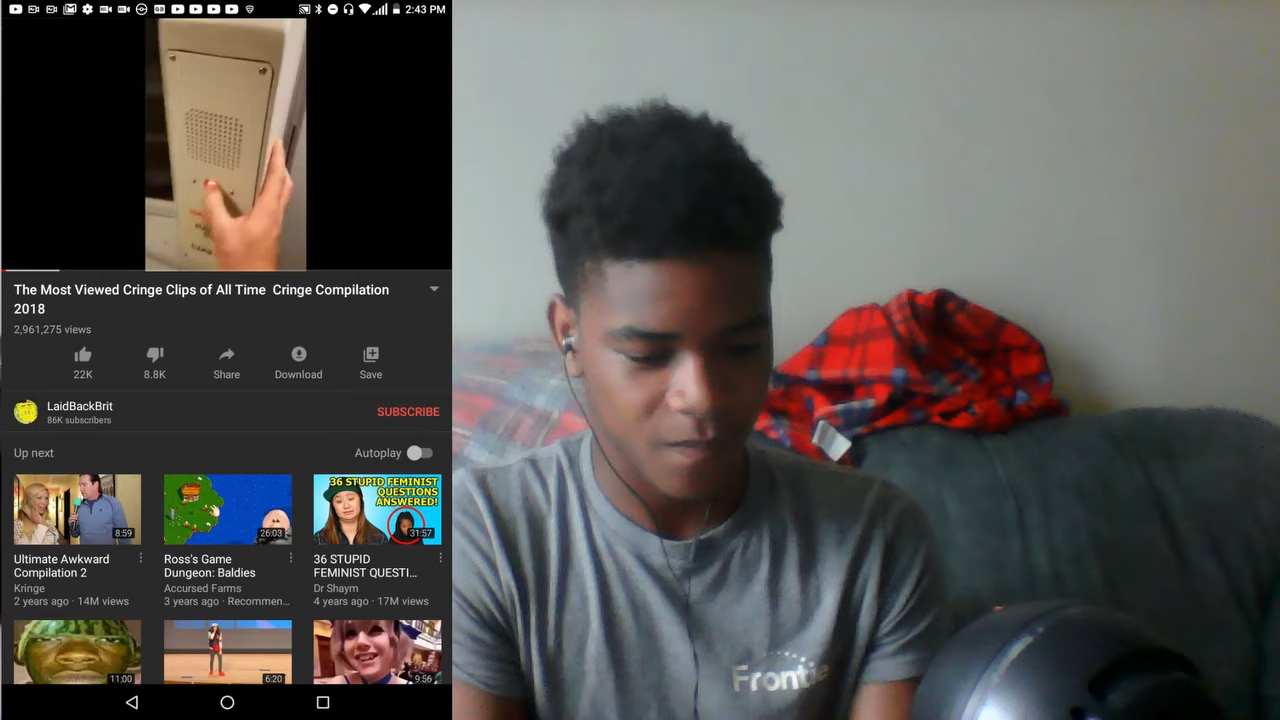 2:43 PM
The Most Viewed Cringe Clips of All Time  Cringe Compilation
2018
2,961,275 views
22K
8.8K
Share
Download
Save
LaidBackBrit
86K subscribers
SUBSCRIBE
Up next
Autoplay
36 STUPID FEMINIST
QUESTIONS
ANSWERED!
8:59
26:03
31:57
Ultimate Awkward
Compilation 2
Kringe
2 years ago · 14M views
Ross's Game
Dungeon: Baldies
Accursed Farms
3 years ago · Recommen...
36 STUPID
FEMINIST QUESTI...
Dr Shaym
4 years ago · 17M views
11:00
6:20
9:56
Fronti